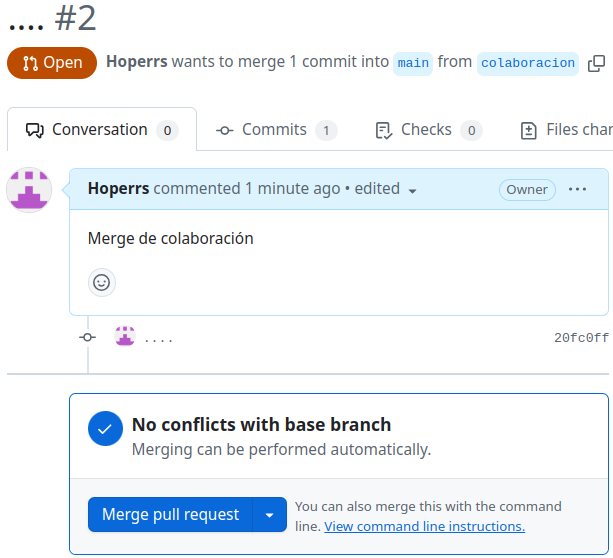 .... #2
Open Hoperrs wants to merge 1 commit into main from colaboracion
Conversation 0 Commits 1 Checks 0 Files char
Hoperrs commented 1 minute ago • edited Owner ...
Merge de colaboración
.... 20fc0ff
No conflicts with base branch
Merging can be performed automatically.
Merge pull request
You can also merge this with the command
line. View command line instructions.